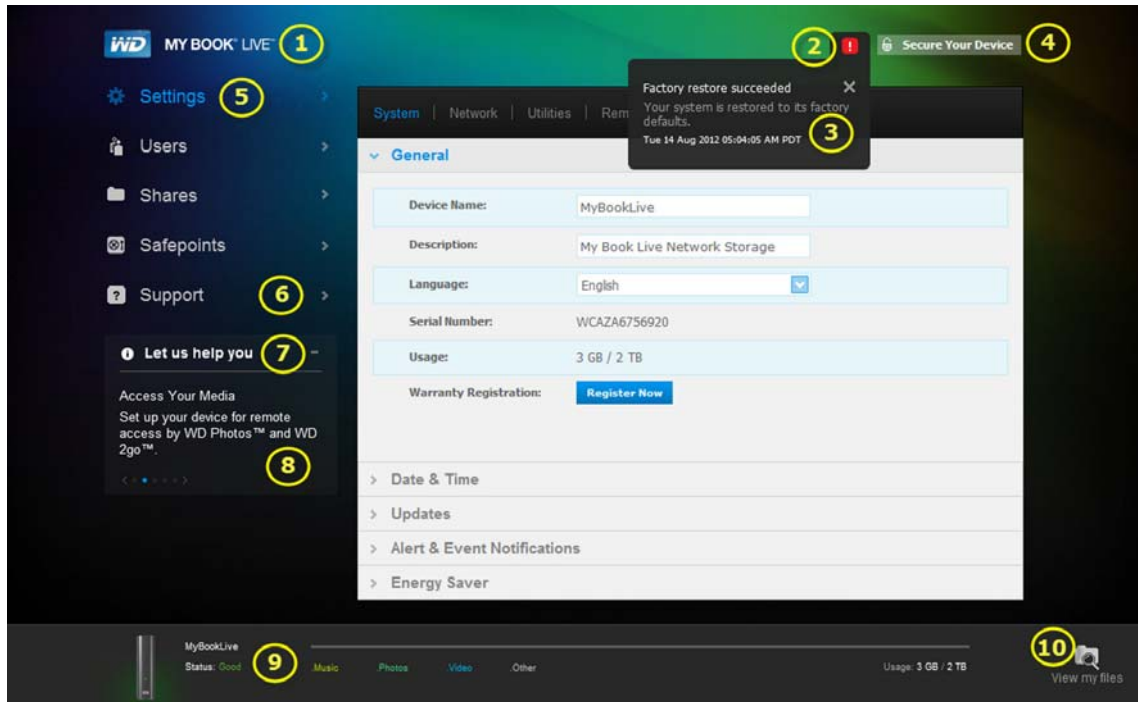 WD MY BOOK™ LIVE™ 1
2 !
Secure Your Device 4
Factory restore succeeded
Your system is restored to its factory
defaults.
Tue 14 Aug 2012 05:04:05 AM PDT 3
Settings 5
Users
Shares
Safepoints
Support 6
Let us help you 7
Access Your Media
Set up your device for remote
access by WD Photos™ and WD
2go™.
8
System | Network | Utilities | Rem
General
Device Name: MyBookLive
Description: My Book Live Network Storage
Language: English
Serial Number: WCAZA6756920
Usage: 3 GB / 2 TB
Warranty Registration: Register Now
Date & Time
Updates
Alert & Event Notifications
Energy Saver
MyBookLive
Status: Good 9
.Music .Photos .Video .Other
Usage: 3 GB / 2 TB
10
View my files